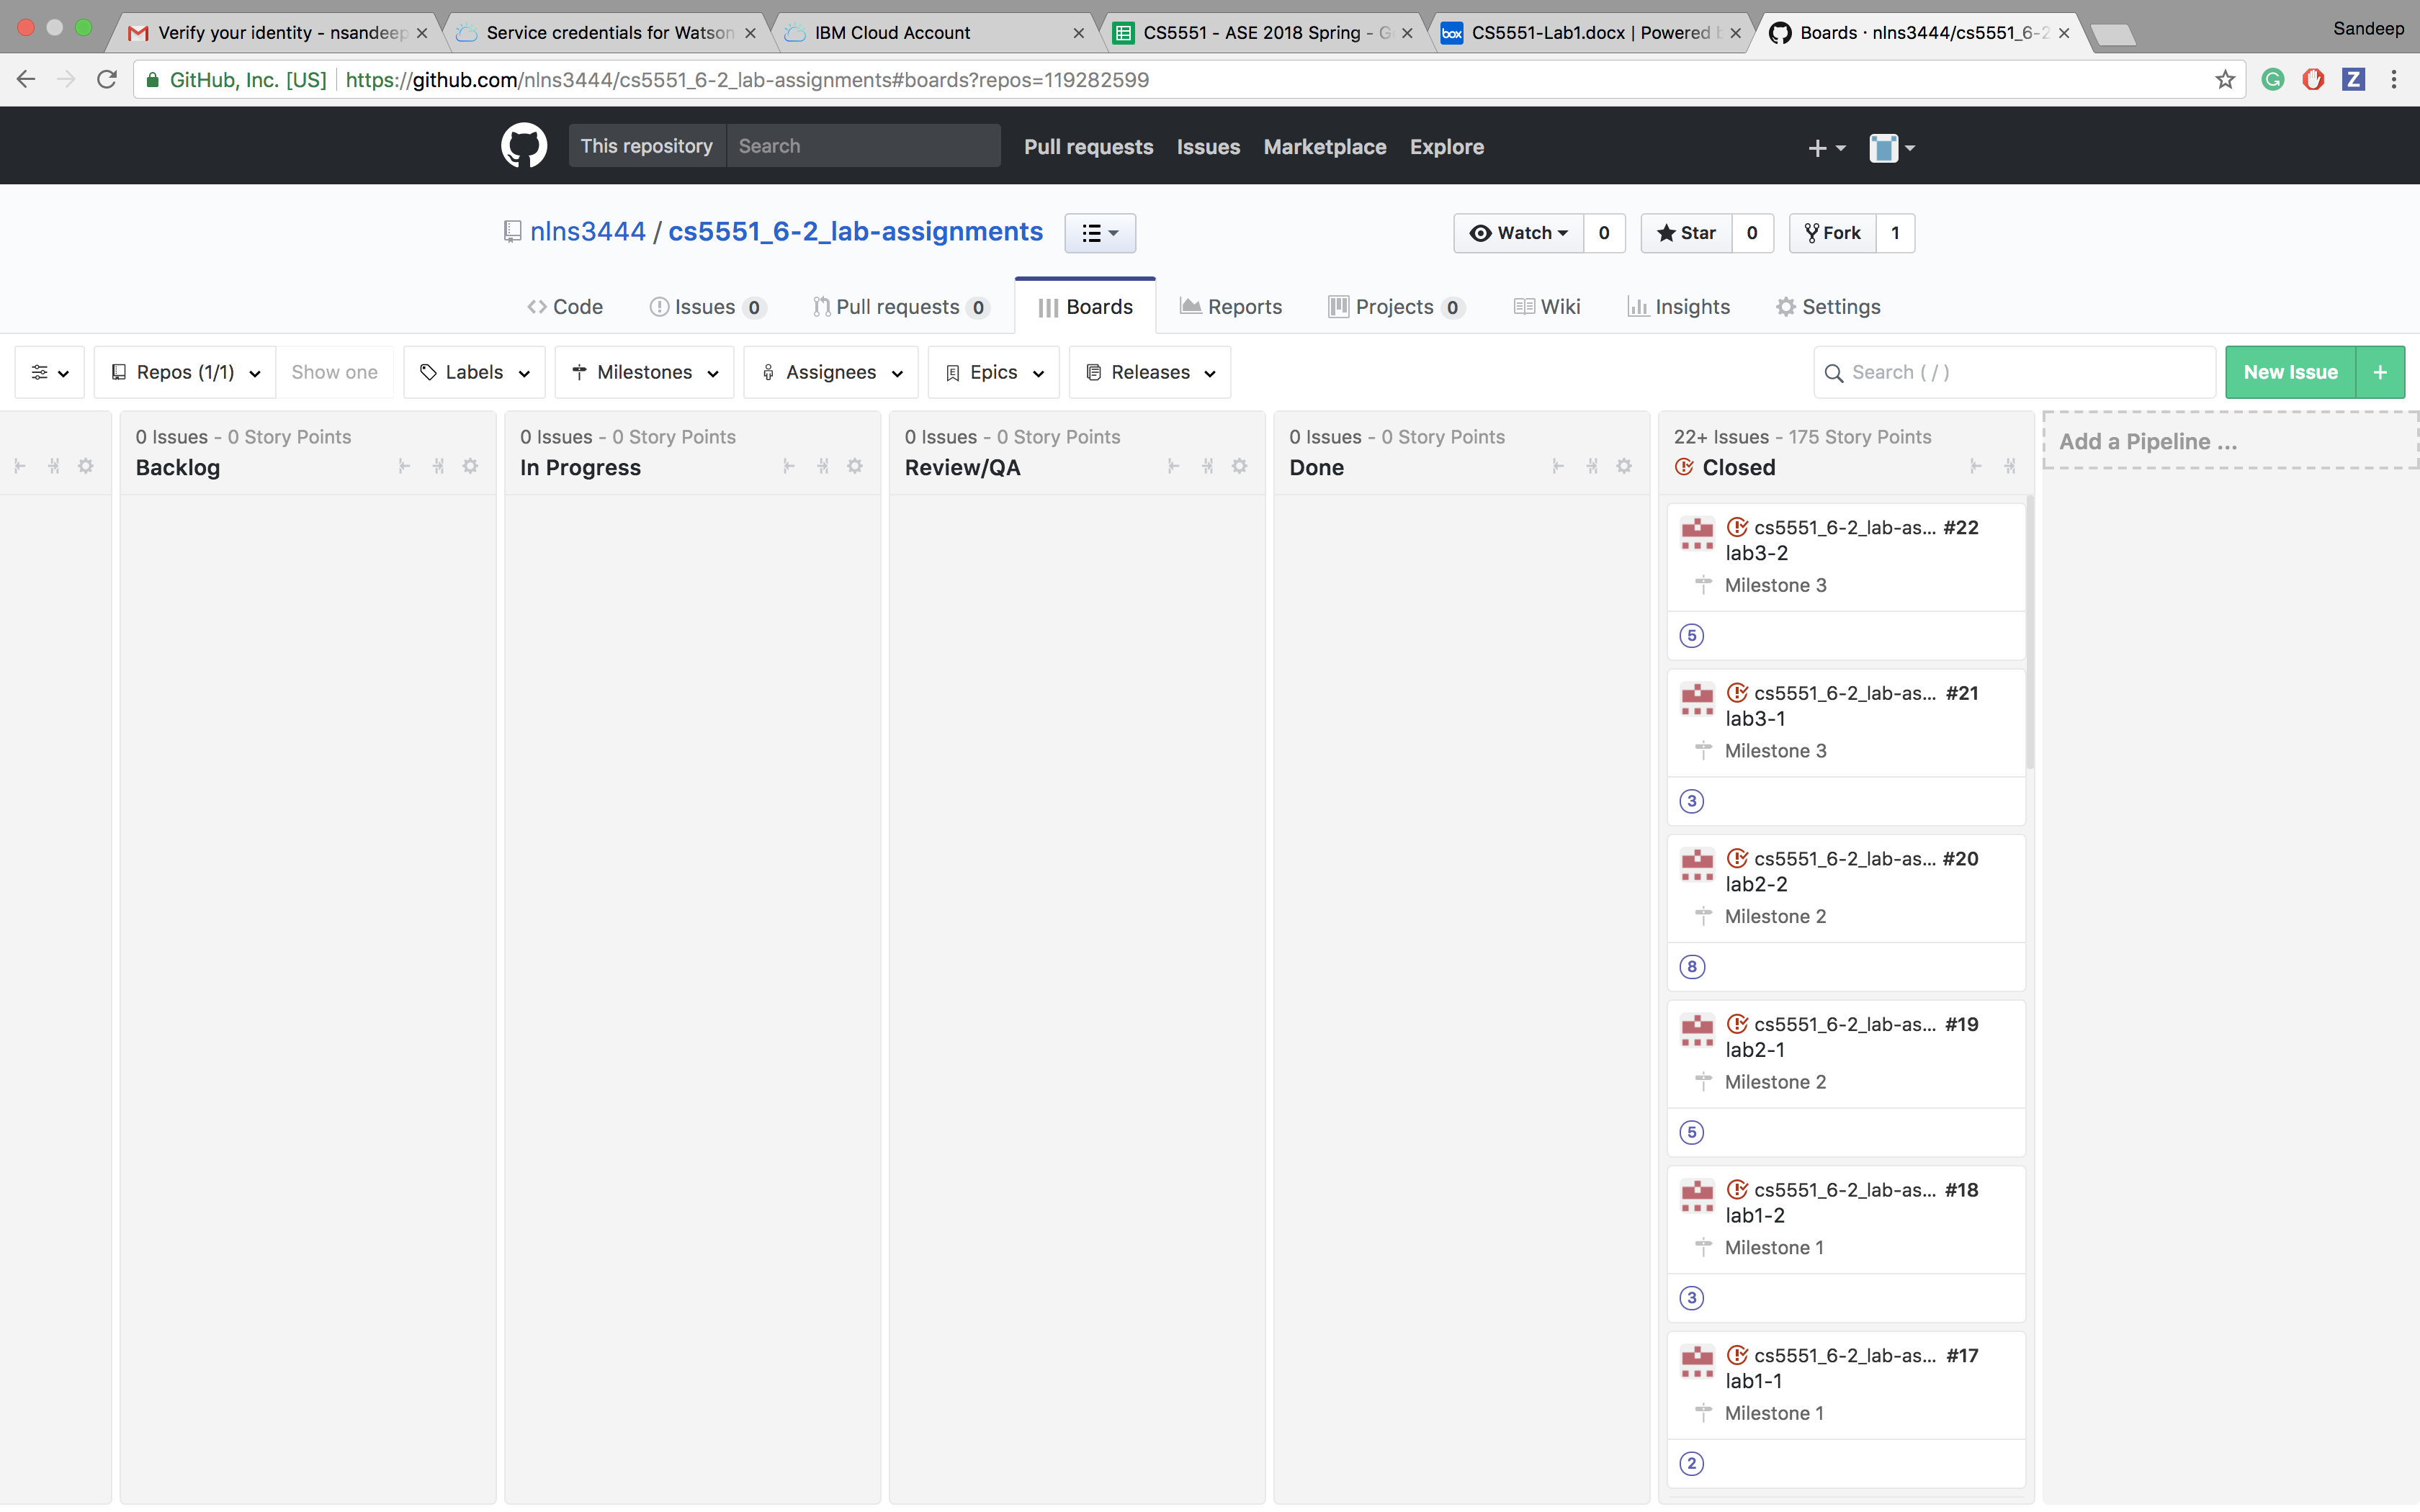 Verify your identity - nsandeep
Service credentials for Watson
IBM Cloud Account
CS5551 - ASE 2018 Spring - G
box CS5551-Lab1.docx | Powered b
Boards · nlns3444/cs5551_6-2
Sandeep
GitHub, Inc. [US] https://github.com/nlns3444/cs5551_6-2_lab-assignments#boards?repos=119282599
G
Z
This repository Search Pull requests Issues Marketplace Explore
nlns3444 / cs5551_6-2_lab-assignments
Watch 0 Star 0 Fork 1
Code Issues 0 Pull requests 0 Boards Reports Projects 0 Wiki Insights Settings
Repos (1/1) Show one Labels Milestones Assignees Epics Releases Search ( / ) New Issue +
0 Issues - 0 Story Points
Backlog
0 Issues - 0 Story Points
In Progress
0 Issues - 0 Story Points
Review/QA
0 Issues - 0 Story Points
Done
22+ Issues - 175 Story Points
Closed
cs5551_6-2_lab-as... #22
lab3-2
Milestone 3
5
cs5551_6-2_lab-as... #21
lab3-1
Milestone 3
3
cs5551_6-2_lab-as... #20
lab2-2
Milestone 2
8
cs5551_6-2_lab-as... #19
lab2-1
Milestone 2
5
cs5551_6-2_lab-as... #18
lab1-2
Milestone 1
3
cs5551_6-2_lab-as... #17
lab1-1
Milestone 1
2
Add a Pipeline ...